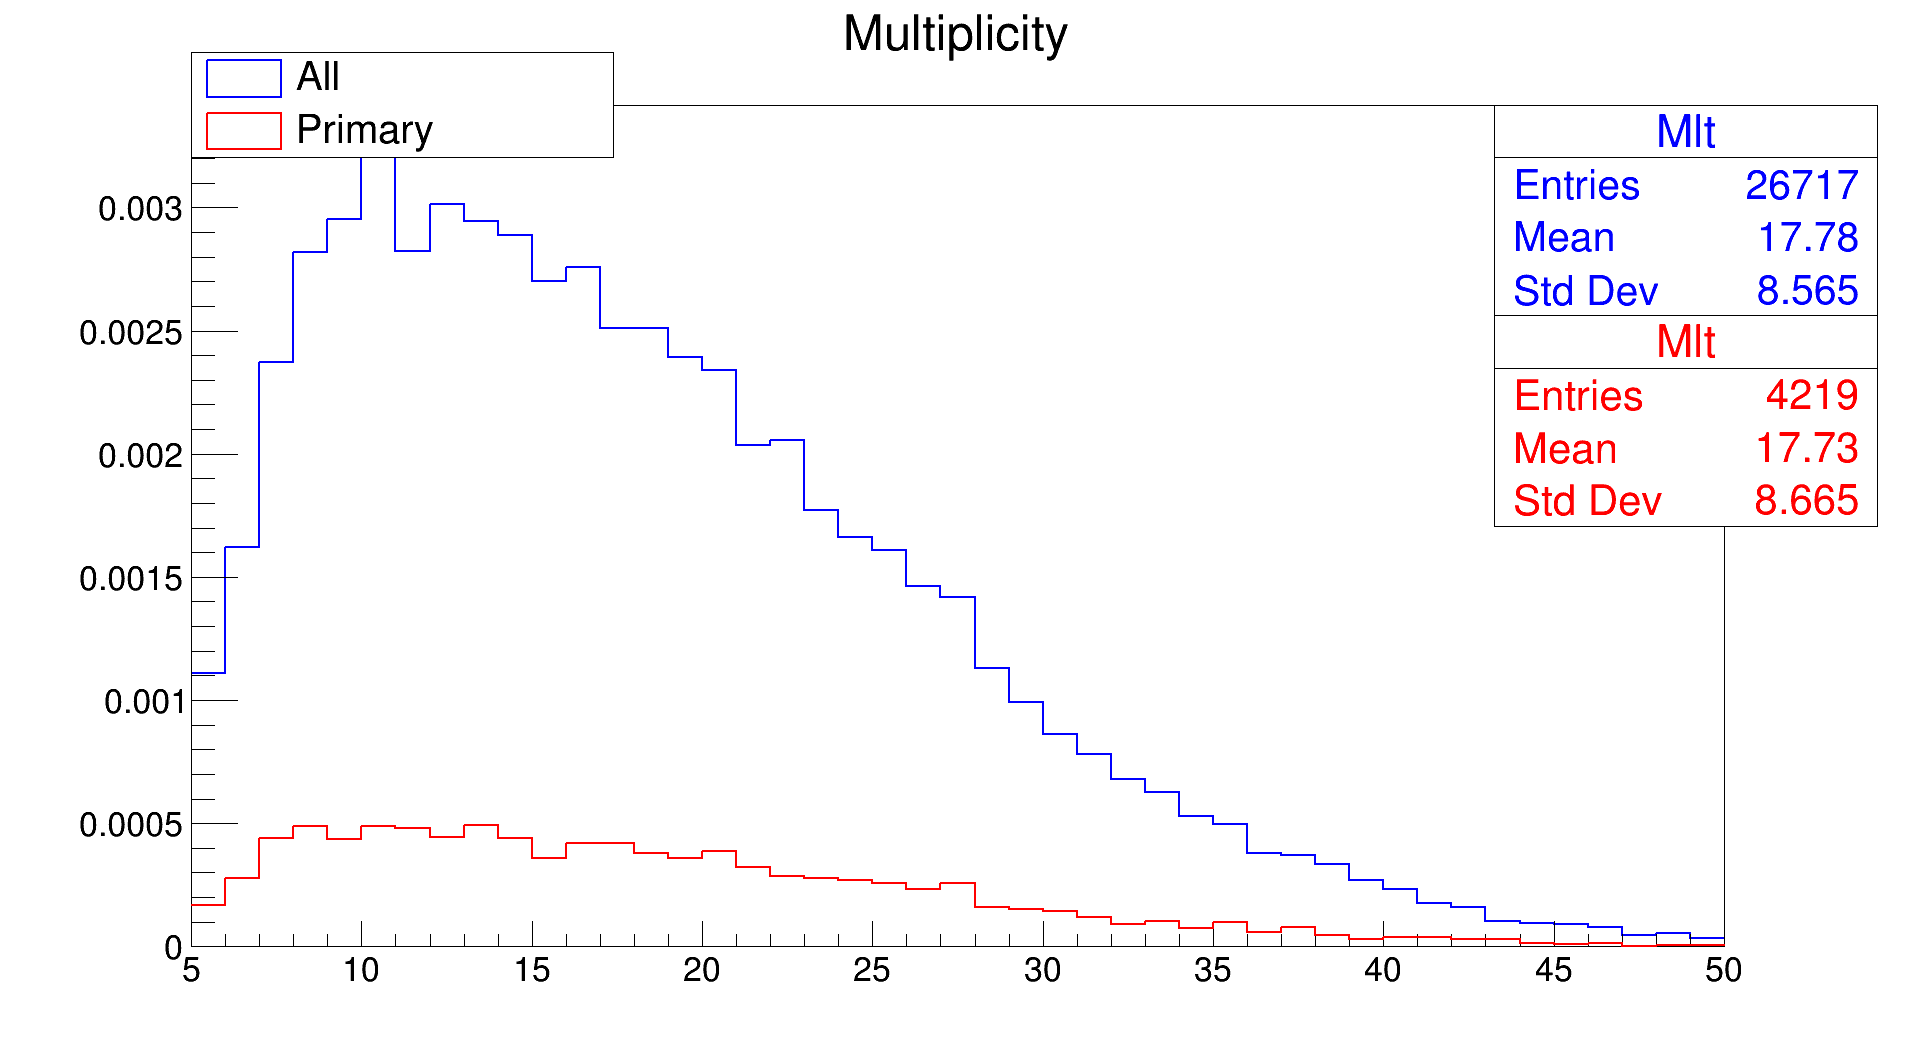 Multiplicity
All
Primary
Mlt
Entries 26717
Mean 17.78
Std Dev 8.565
Mlt
Entries 4219
Mean 17.73
Std Dev 8.665
0.003
0.0025
0.002
0.0015
0.001
0.0005
0
5 10 15 20 25 30 35 40 45 50